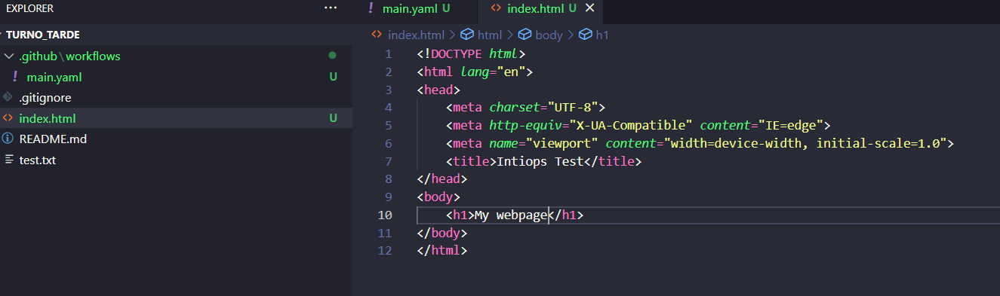 EXPLORER ...
TURNO_TARDE
.github\workflows
! main.yaml U
.gitignore
<> index.html U
README.md
test.txt
! main.yaml U <> index.html U ×
<> index.html > html > body > h1
1 <!DOCTYPE html>
2 <html lang="en">
3 <head>
4 <meta charset="UTF-8">
5 <meta http-equiv="X-UA-Compatible" content="IE=edge">
6 <meta name="viewport" content="width=device-width, initial-scale=1.0">
7 <title>Intiops Test</title>
8 </head>
9 <body>
10 <h1>My webpage</h1>
11 </body>
12 </html>